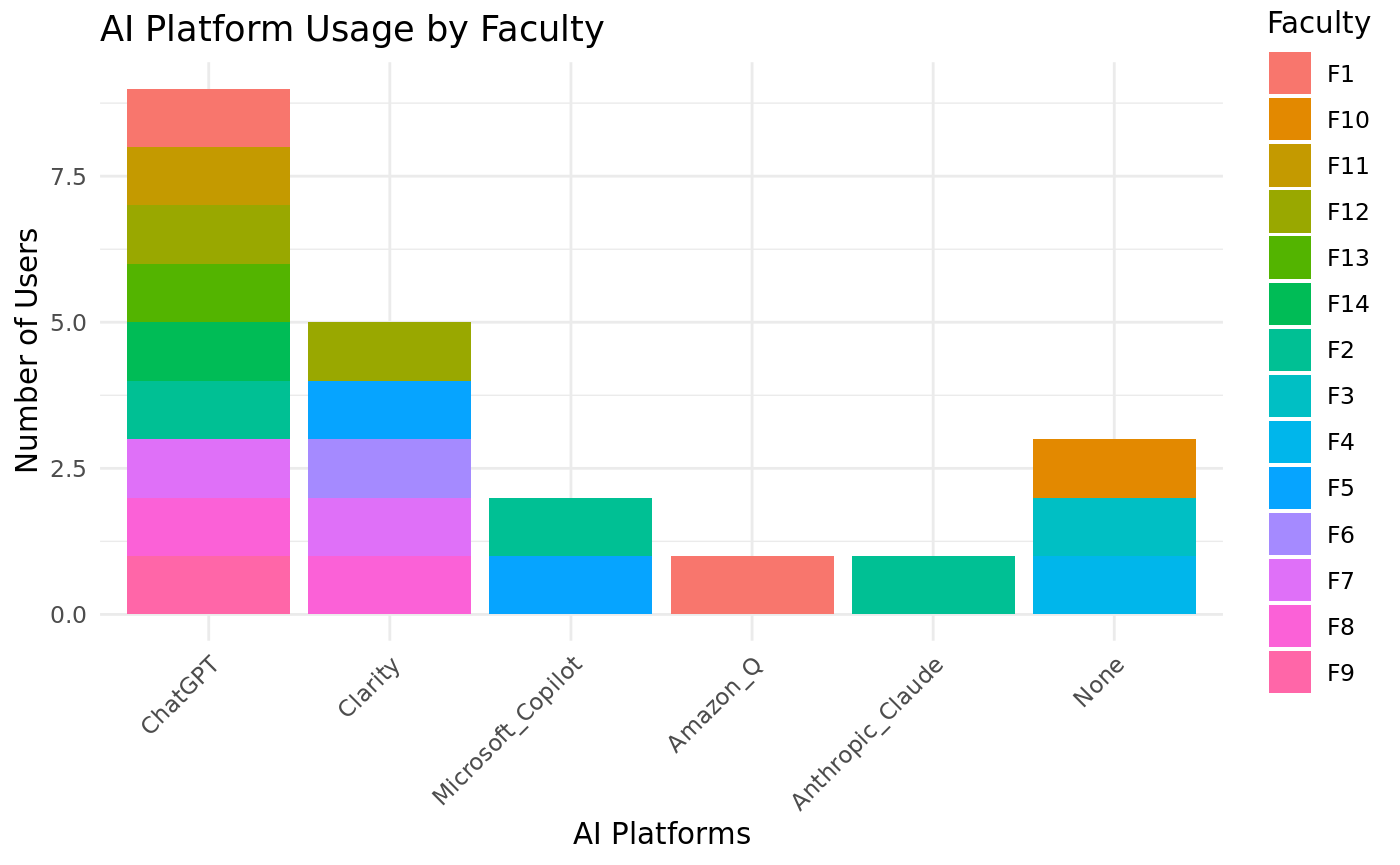 AI Platform Usage by Faculty
Faculty
F1
F10
F11
F12
F13
F14
F2
F3
F4
F5
F6
F7
F8
F9
Number of Users
7.5
5.0
2.5
0.0
ChatGPT
Clarity
Microsoft_Copilot
Amazon_Q
Anthropic_Claude
None
AI Platforms